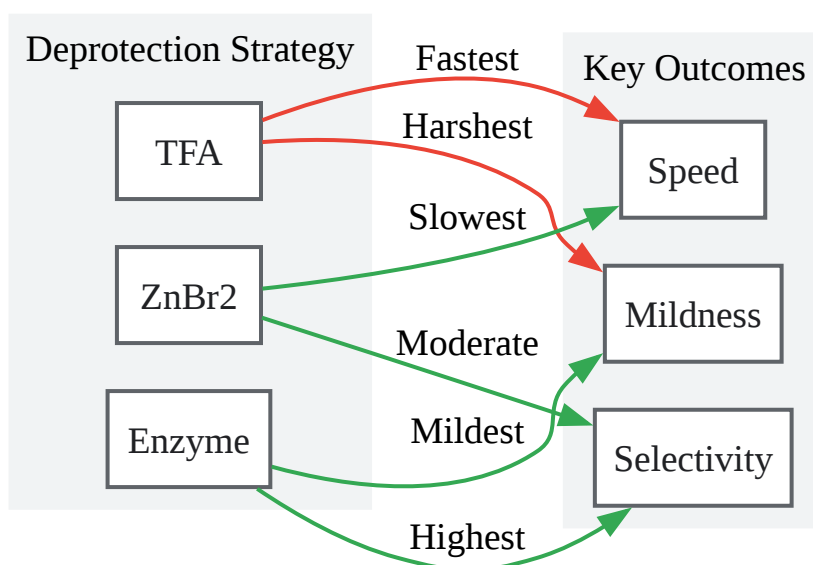 Deprotection Strategy
TFA
ZnBr2
Enzyme
Fastest
Harshest
Slowest
Moderate
Mildest
Highest
Key Outcomes
Speed
Mildness
Selectivity